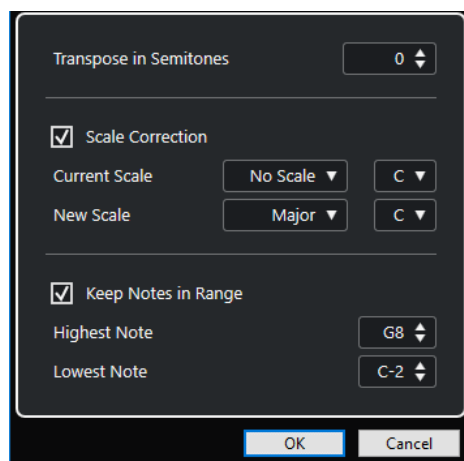 Transpose in Semitones 0
Scale Correction
Current Scale No Scale C
New Scale Major C
Keep Notes in Range
Highest Note G8
Lowest Note C-2
OK Cancel